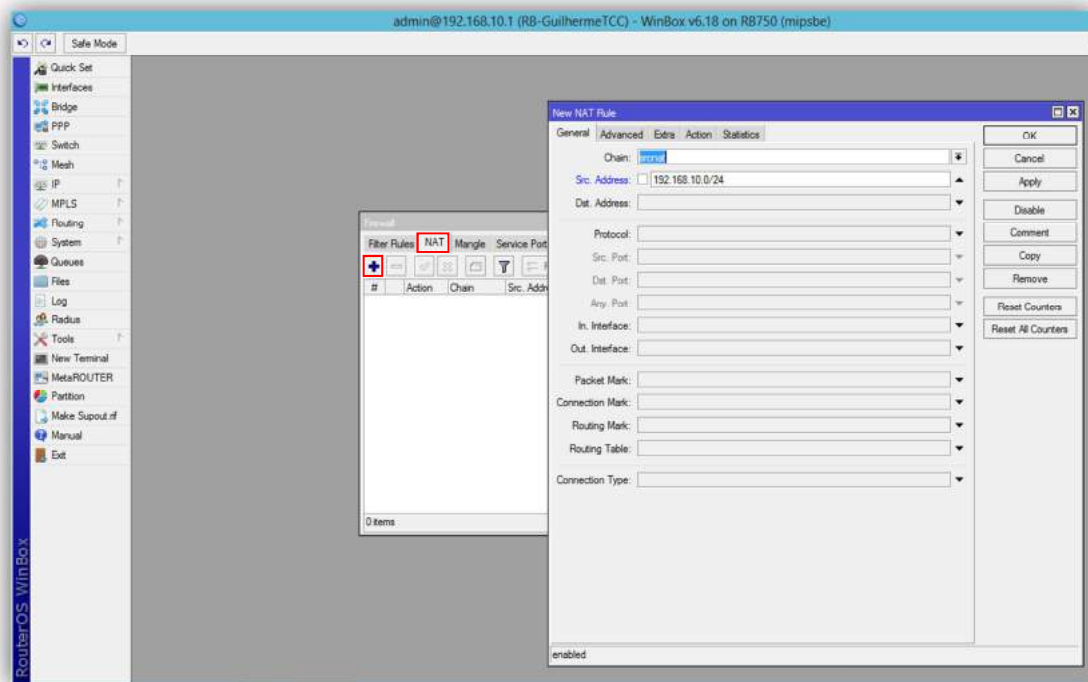 admin@192.168.10.1 (RB-GuilhermeTCC) - WinBox v6.18 on RB750 (mipsbe)
Safe Mode
Quick Set
Interfaces
Bridge
PPP
Switch
Mesh
IP
MPLS
Routing
System
Queues
Files
Log
Radius
Tools
New Terminal
MetaROUTER
Partition
Make Supout.rif
Manual
Exit
RouterOS WinBox
Firewall
Filter Rules NAT Mangle Service Port
# Action Chain Src. Addre
0 items
New NAT Rule
General Advanced Extra Action Statistics
Chain: srcnat
Src. Address: 192.168.10.0/24
Dst. Address:
Protocol:
Src. Port:
Dst. Port:
Any. Port:
In. Interface:
Out. Interface:
Packet Mark:
Connection Mark:
Routing Mark:
Routing Table:
Connection Type:
enabled
OK
Cancel
Apply
Disable
Comment
Copy
Remove
Reset Counters
Reset All Counters